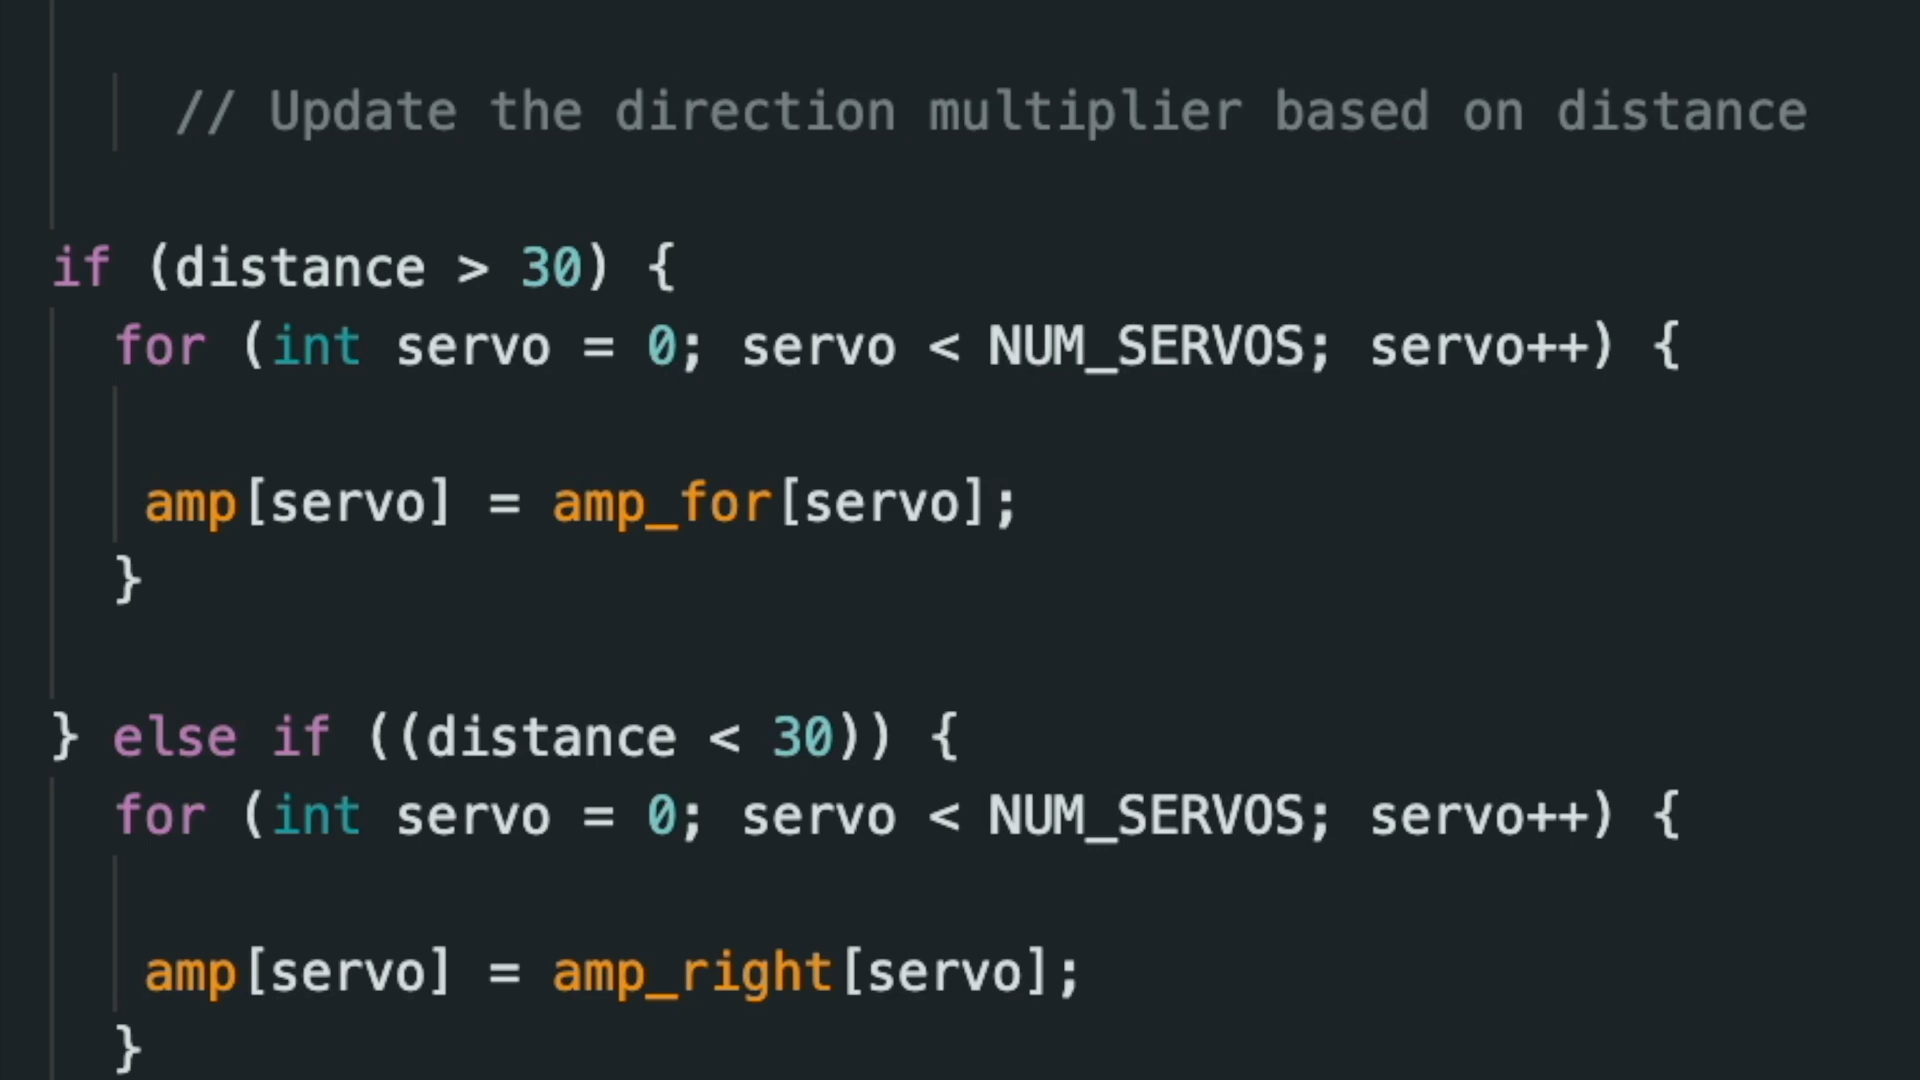 // Update the direction multiplier based on distance
if (distance > 30) {
for (int servo = 0; servo < NUM_SERVOS; servo++) {
amp[servo] = amp_for[servo];
}
} else if ((distance < 30)) {
for (int servo = 0; servo < NUM_SERVOS; servo++) {
amp[servo] = amp_right[servo];
}